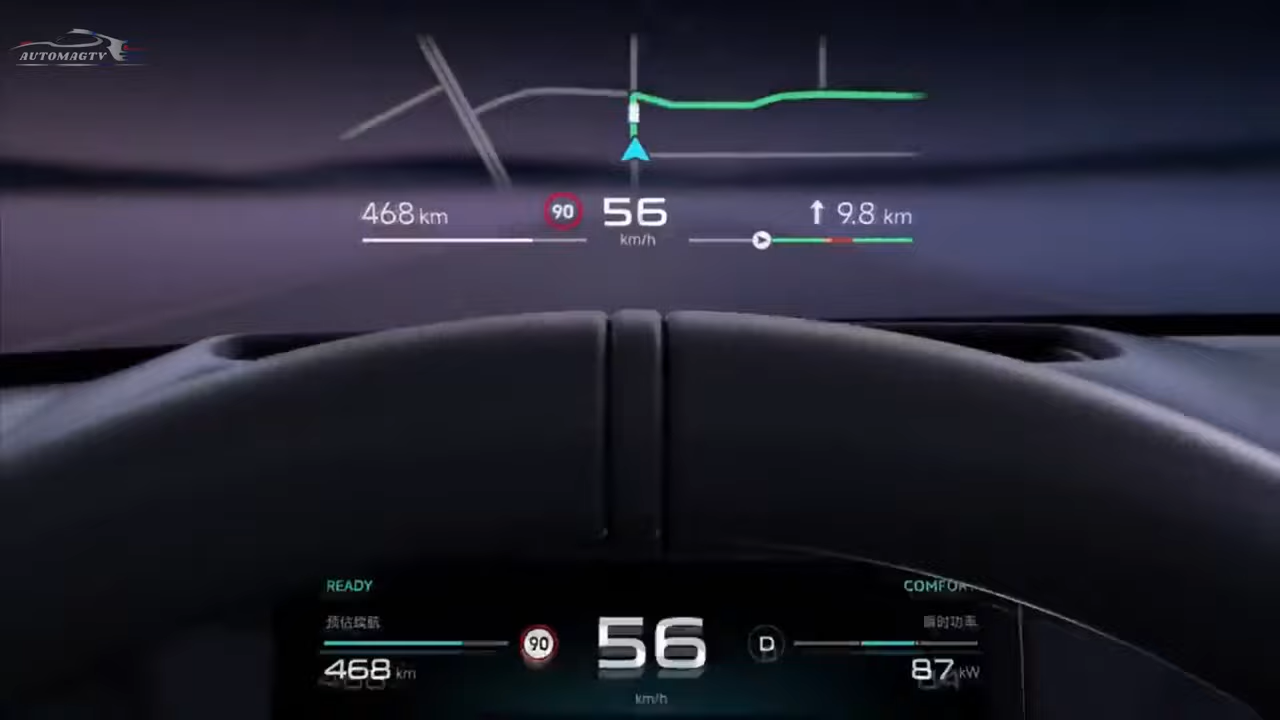 AUTOMAGTV
468 km
90
56
km/h
↑ 9.8 km
READY
COMFORT
预估续航
瞬时功率
90
56
D
468 km
87 kW
km/h